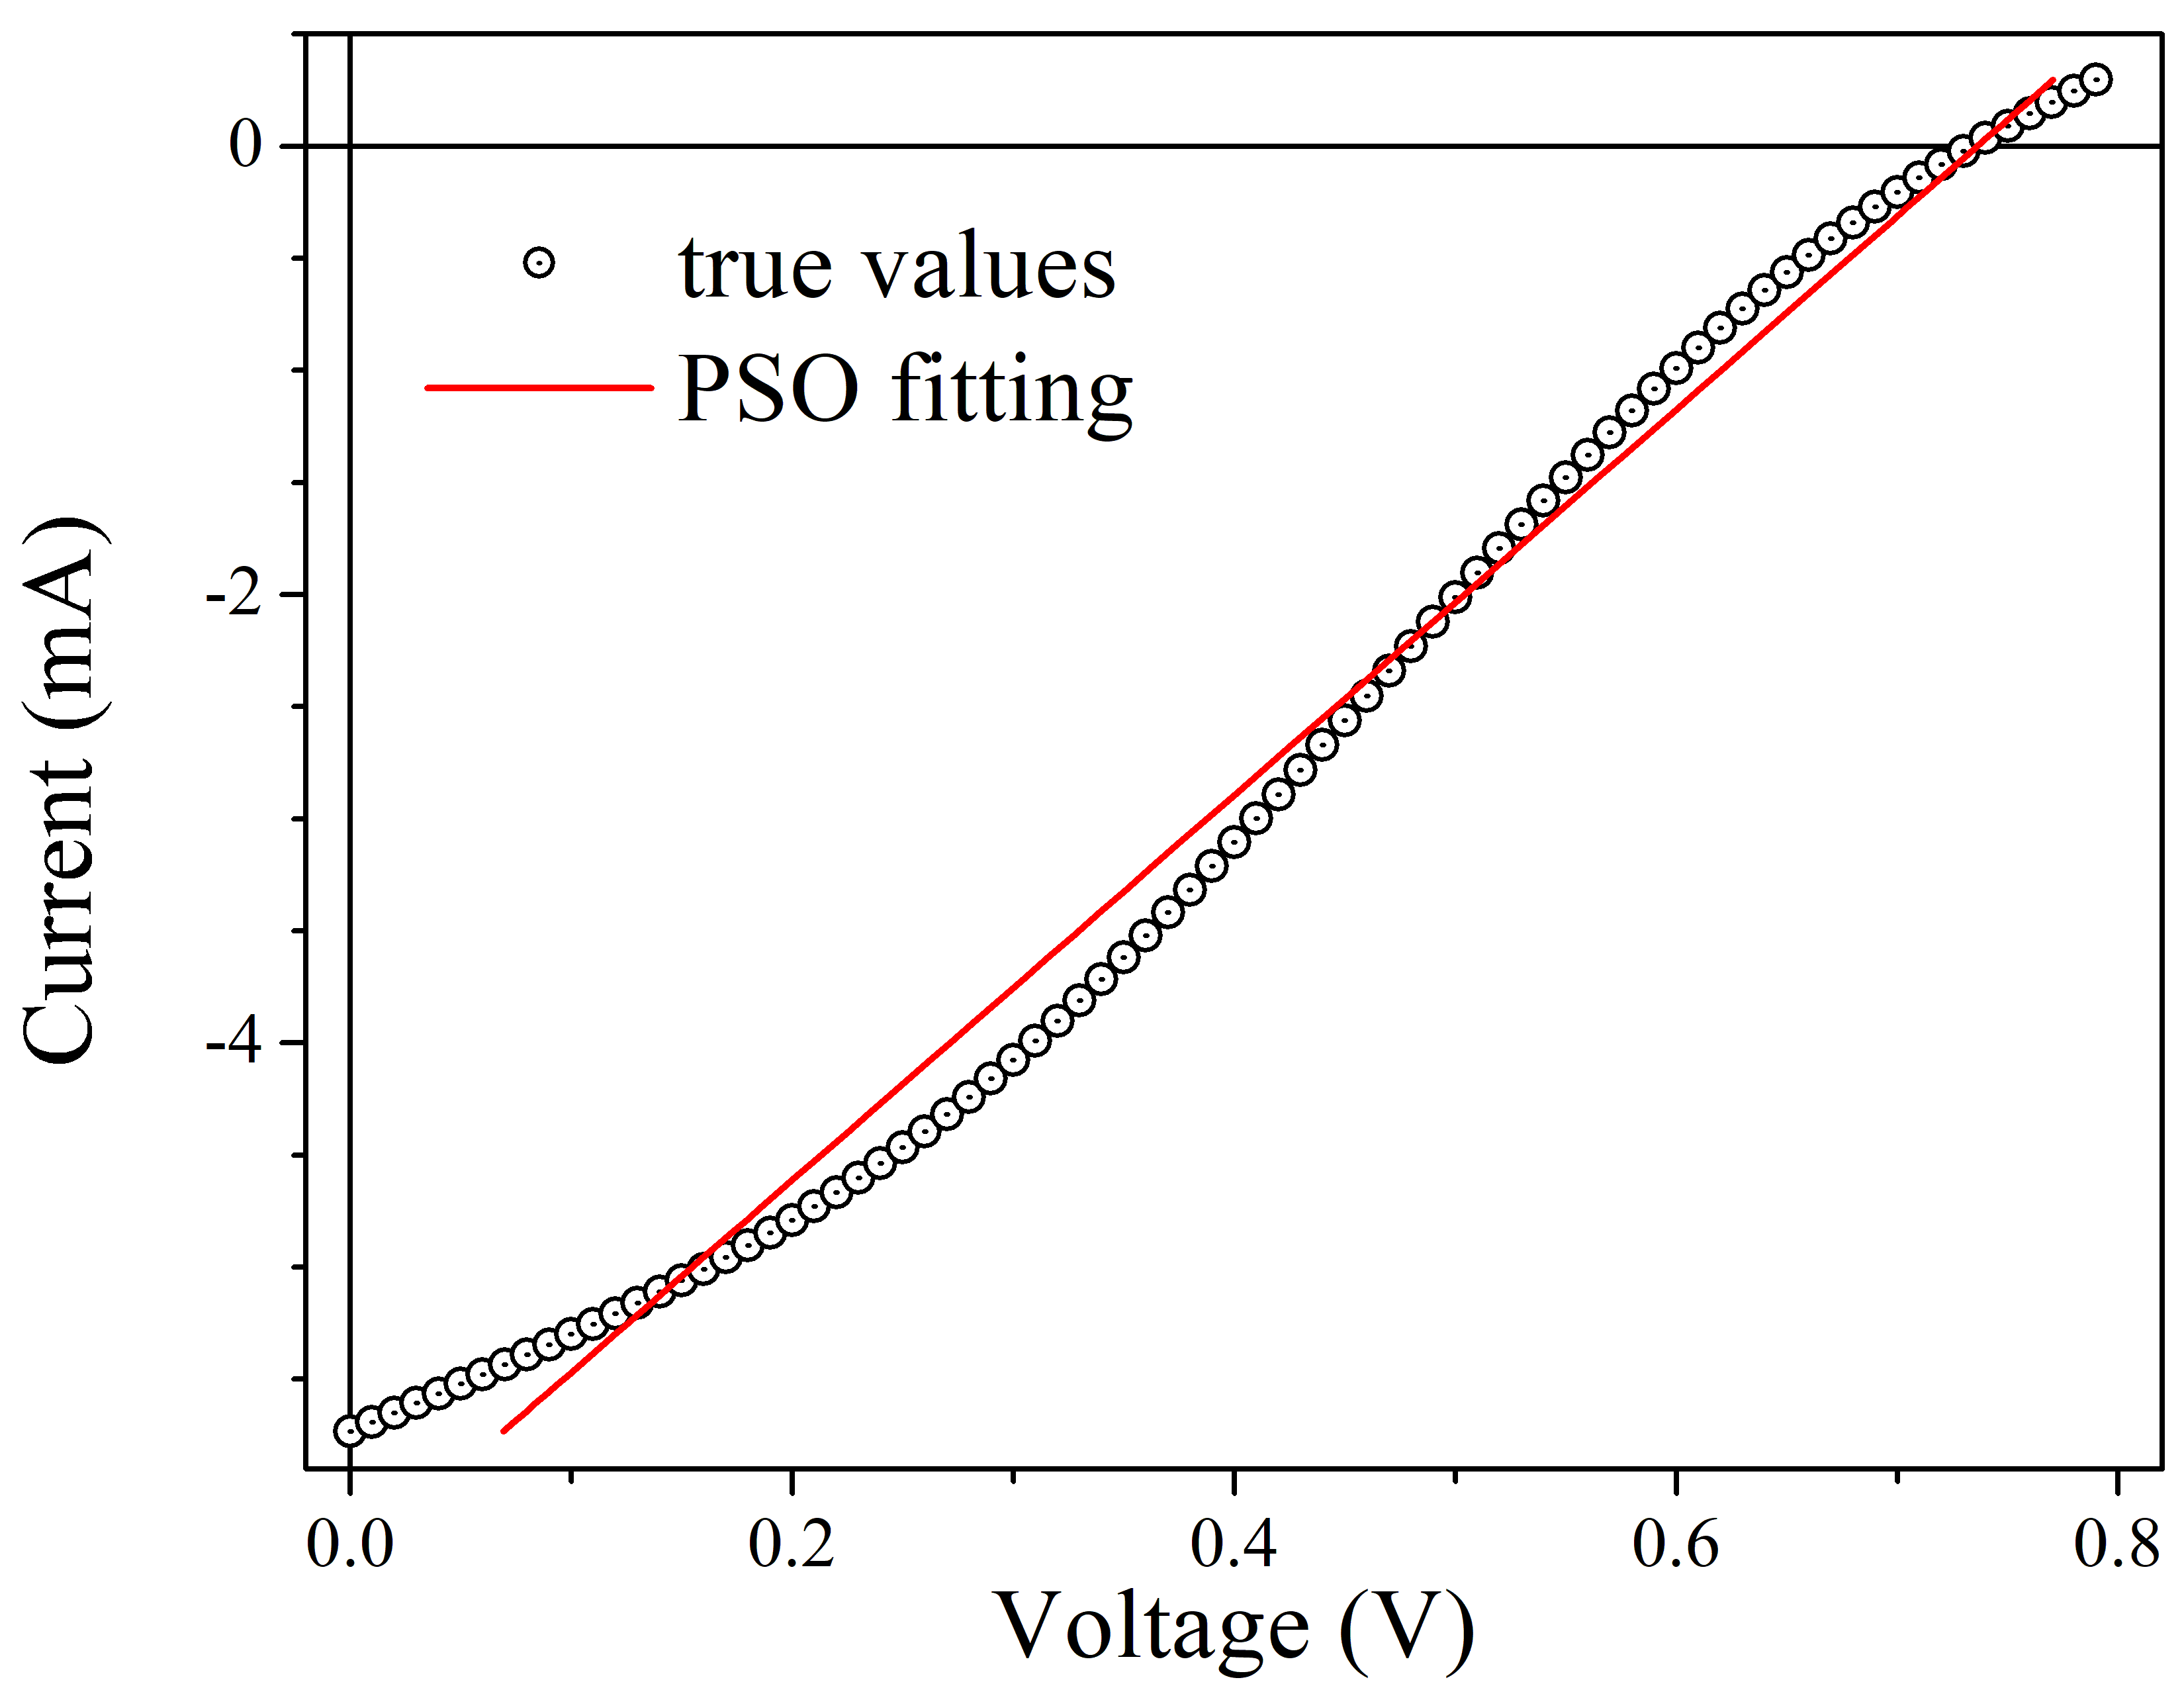 0
-2
-4
Current (mA)
true values
PSO fitting
0.0 0.2 0.4 0.6 0.8
Voltage (V)